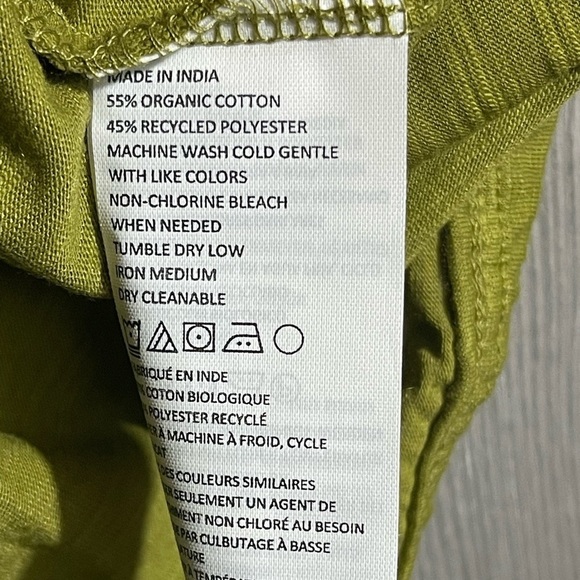 MADE IN INDIA
55% ORGANIC COTTON
45% RECYCLED POLYESTER
MACHINE WASH COLD GENTLE
WITH LIKE COLORS
NON-CHLORINE BLEACH
WHEN NEEDED
TUMBLE DRY LOW
IRON MEDIUM
DRY CLEANABLE
EN INDE
COTON BIOLOGIQUE
POLYESTER RECYCLÉ
À MACHINE À FROID, CYCLE
COULEURS SIMILAIRES
SEULEMENT UN AGENT DE
NON CHLORÉ AU BESOIN
PAR CULBUTAGE À BASSE